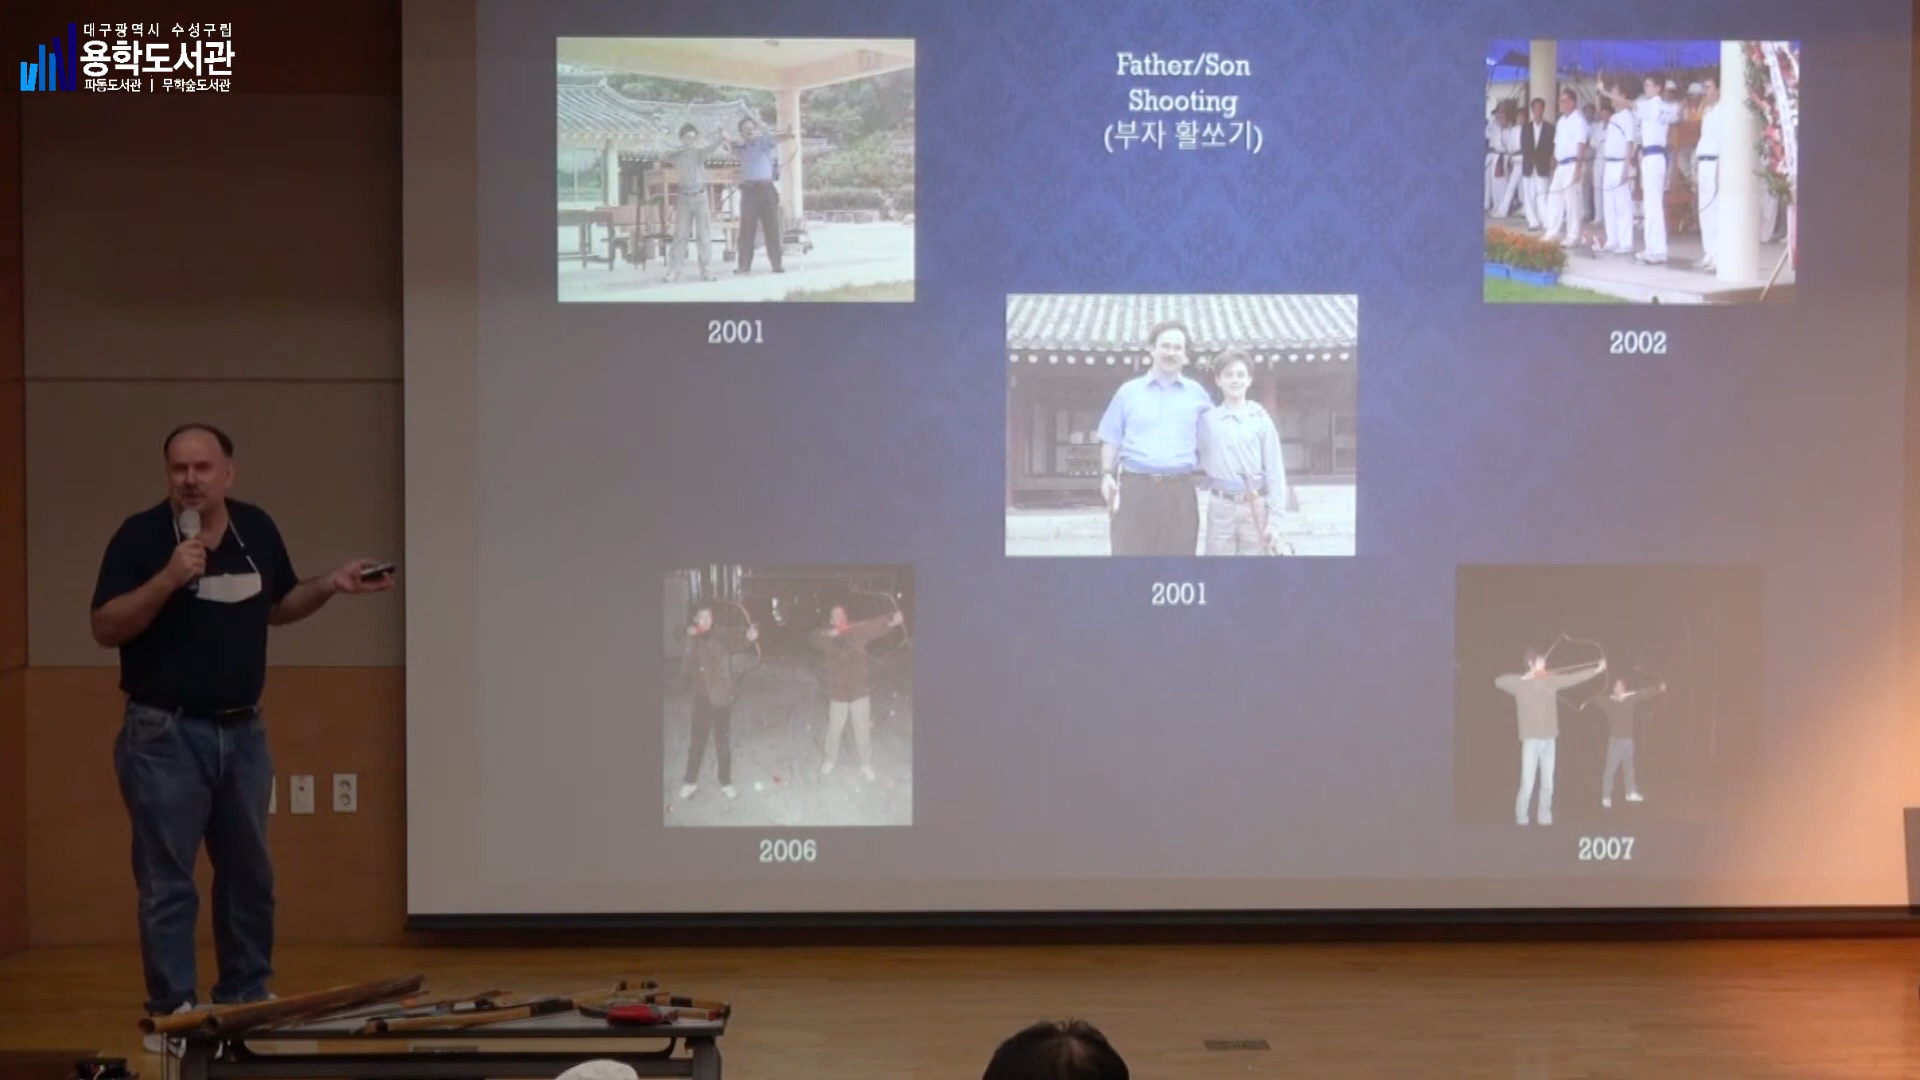 대구광역시 수성구립
용학도서관
파동도서관 | 무학숲도서관
Father/Son
Shooting
(부자 활쏘기)
2001
2002
2001
2006
2007